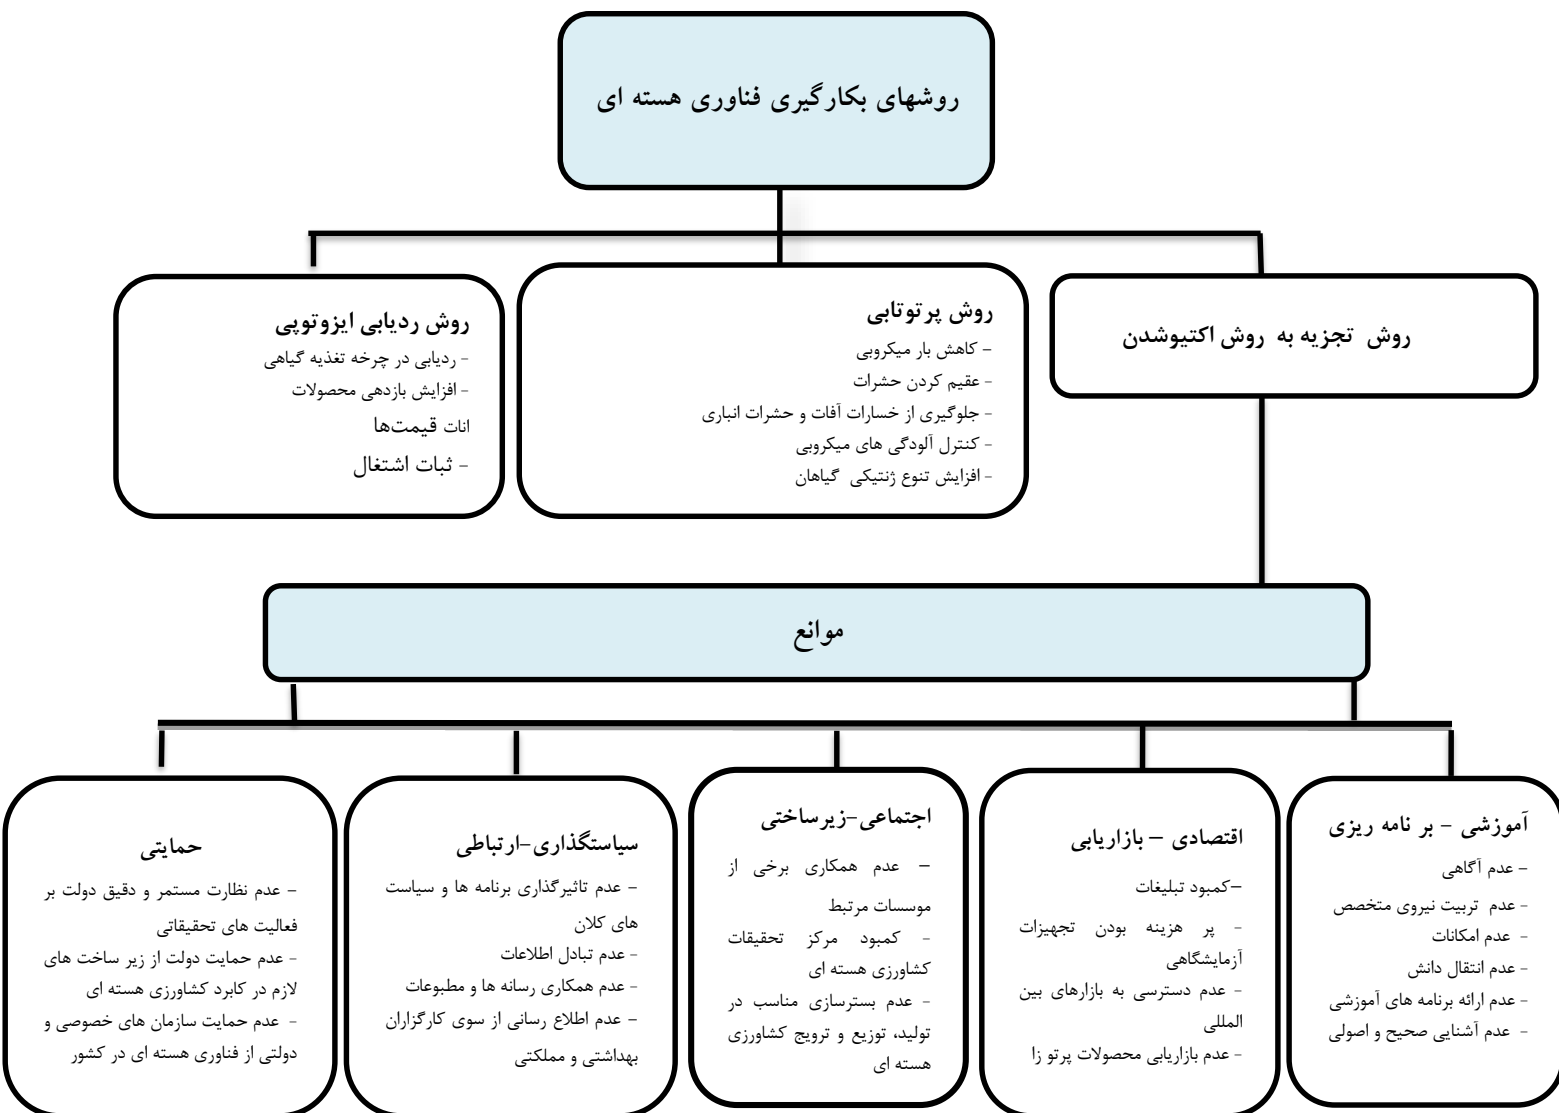 روشهای بکارگیری فناوری هسته ای
روش تجزیه به روش اکتیوشدن
روش پرتوتابی
– کاهش بار میکروبی
- عقیم کردن حشرات
- جلوگیری از خسارات آفات و حشرات انباری
- کنترل آلودگی های میکروبی
- افزایش تنوع ژنتیکی گیاهان
روش ردیابی ایزوتوپی
- ردیابی در چرخه تغذیه گیاهی
- افزایش بازدهی محصولات
انات قیمت‌ها
- ثبات اشتغال
موانع
آموزشی - بر نامه ریزی
– عدم آگاهی
- عدم تربیت نیروی متخصص
- عدم امکانات
- عدم انتقال دانش
- عدم ارائه برنامه های آموزشی
- عدم آشنایی صحیح و اصولی
اقتصادی – بازاریابی
–کمبود تبلیغات
- پر هزینه بودن تجهیزات
آزمایشگاهی
- عدم دسترسی به بازارهای بین
المللی
- عدم بازاریابی محصولات پرتو زا
اجتماعی-زیرساختی
– عدم همکاری برخی از
موسسات مرتبط
- کمبود مرکز تحقیقات
کشاورزی هسته ای
- عدم بسترسازی مناسب در
تولید، توزیع و ترویج کشاورزی
هسته ای
سیاستگذاری-ارتباطی
– عدم تاثیرگذاری برنامه ها و سیاست
های کلان
- عدم تبادل اطلاعات
- عدم همکاری رسانه ها و مطبوعات
– عدم اطلاع رسانی از سوی کارگزاران
بهداشتی و مملکتی
حمایتی
– عدم نظارت مستمر و دقیق دولت بر
فعالیت های تحقیقاتی
- عدم حمایت دولت از زیر ساخت های
لازم در کابرد کشاورزی هسته ای
- عدم حمایت سازمان های خصوصی و
دولتی از فناوری هسته ای در کشور